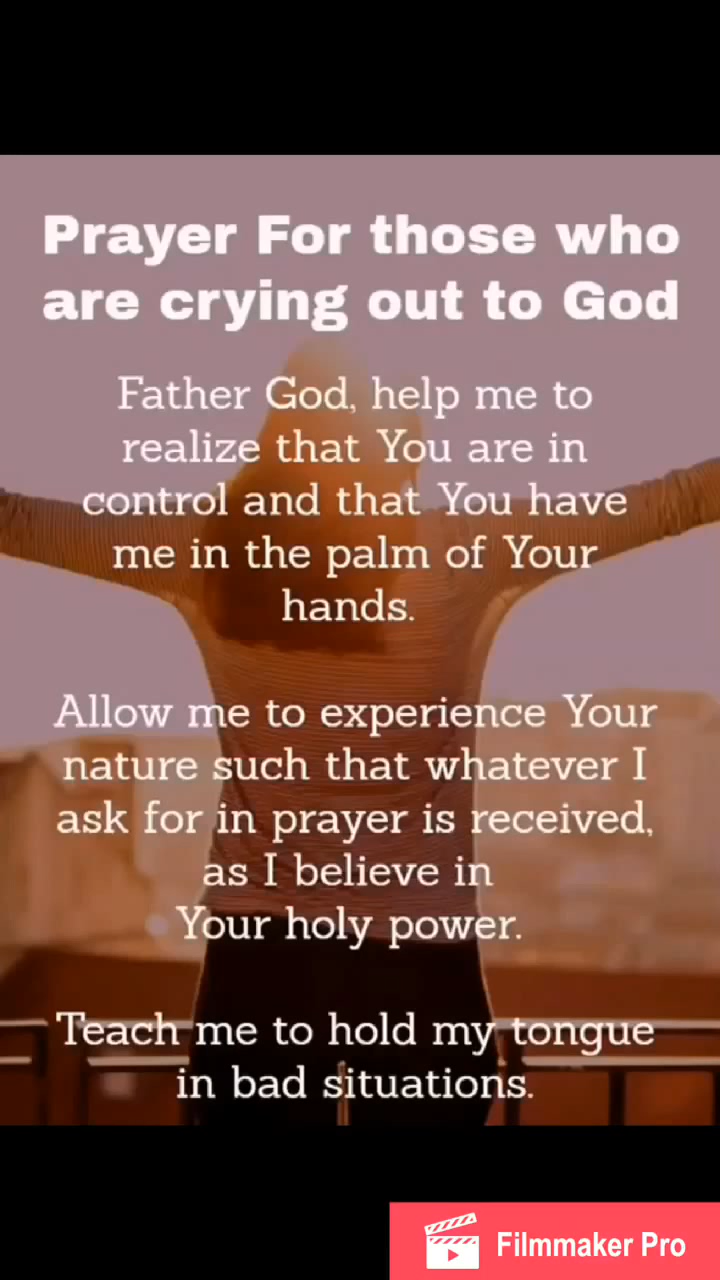 Prayer For those who
are crying out to God
Father God, help me to
realize that You are in
control and that You have
me in the palm of Your
hands.
Allow me to experience Your
nature such that whatever I
ask for in prayer is received,
as I believe in
Your holy power.
Teach me to hold my tongue
in bad situations.
Filmmaker Pro